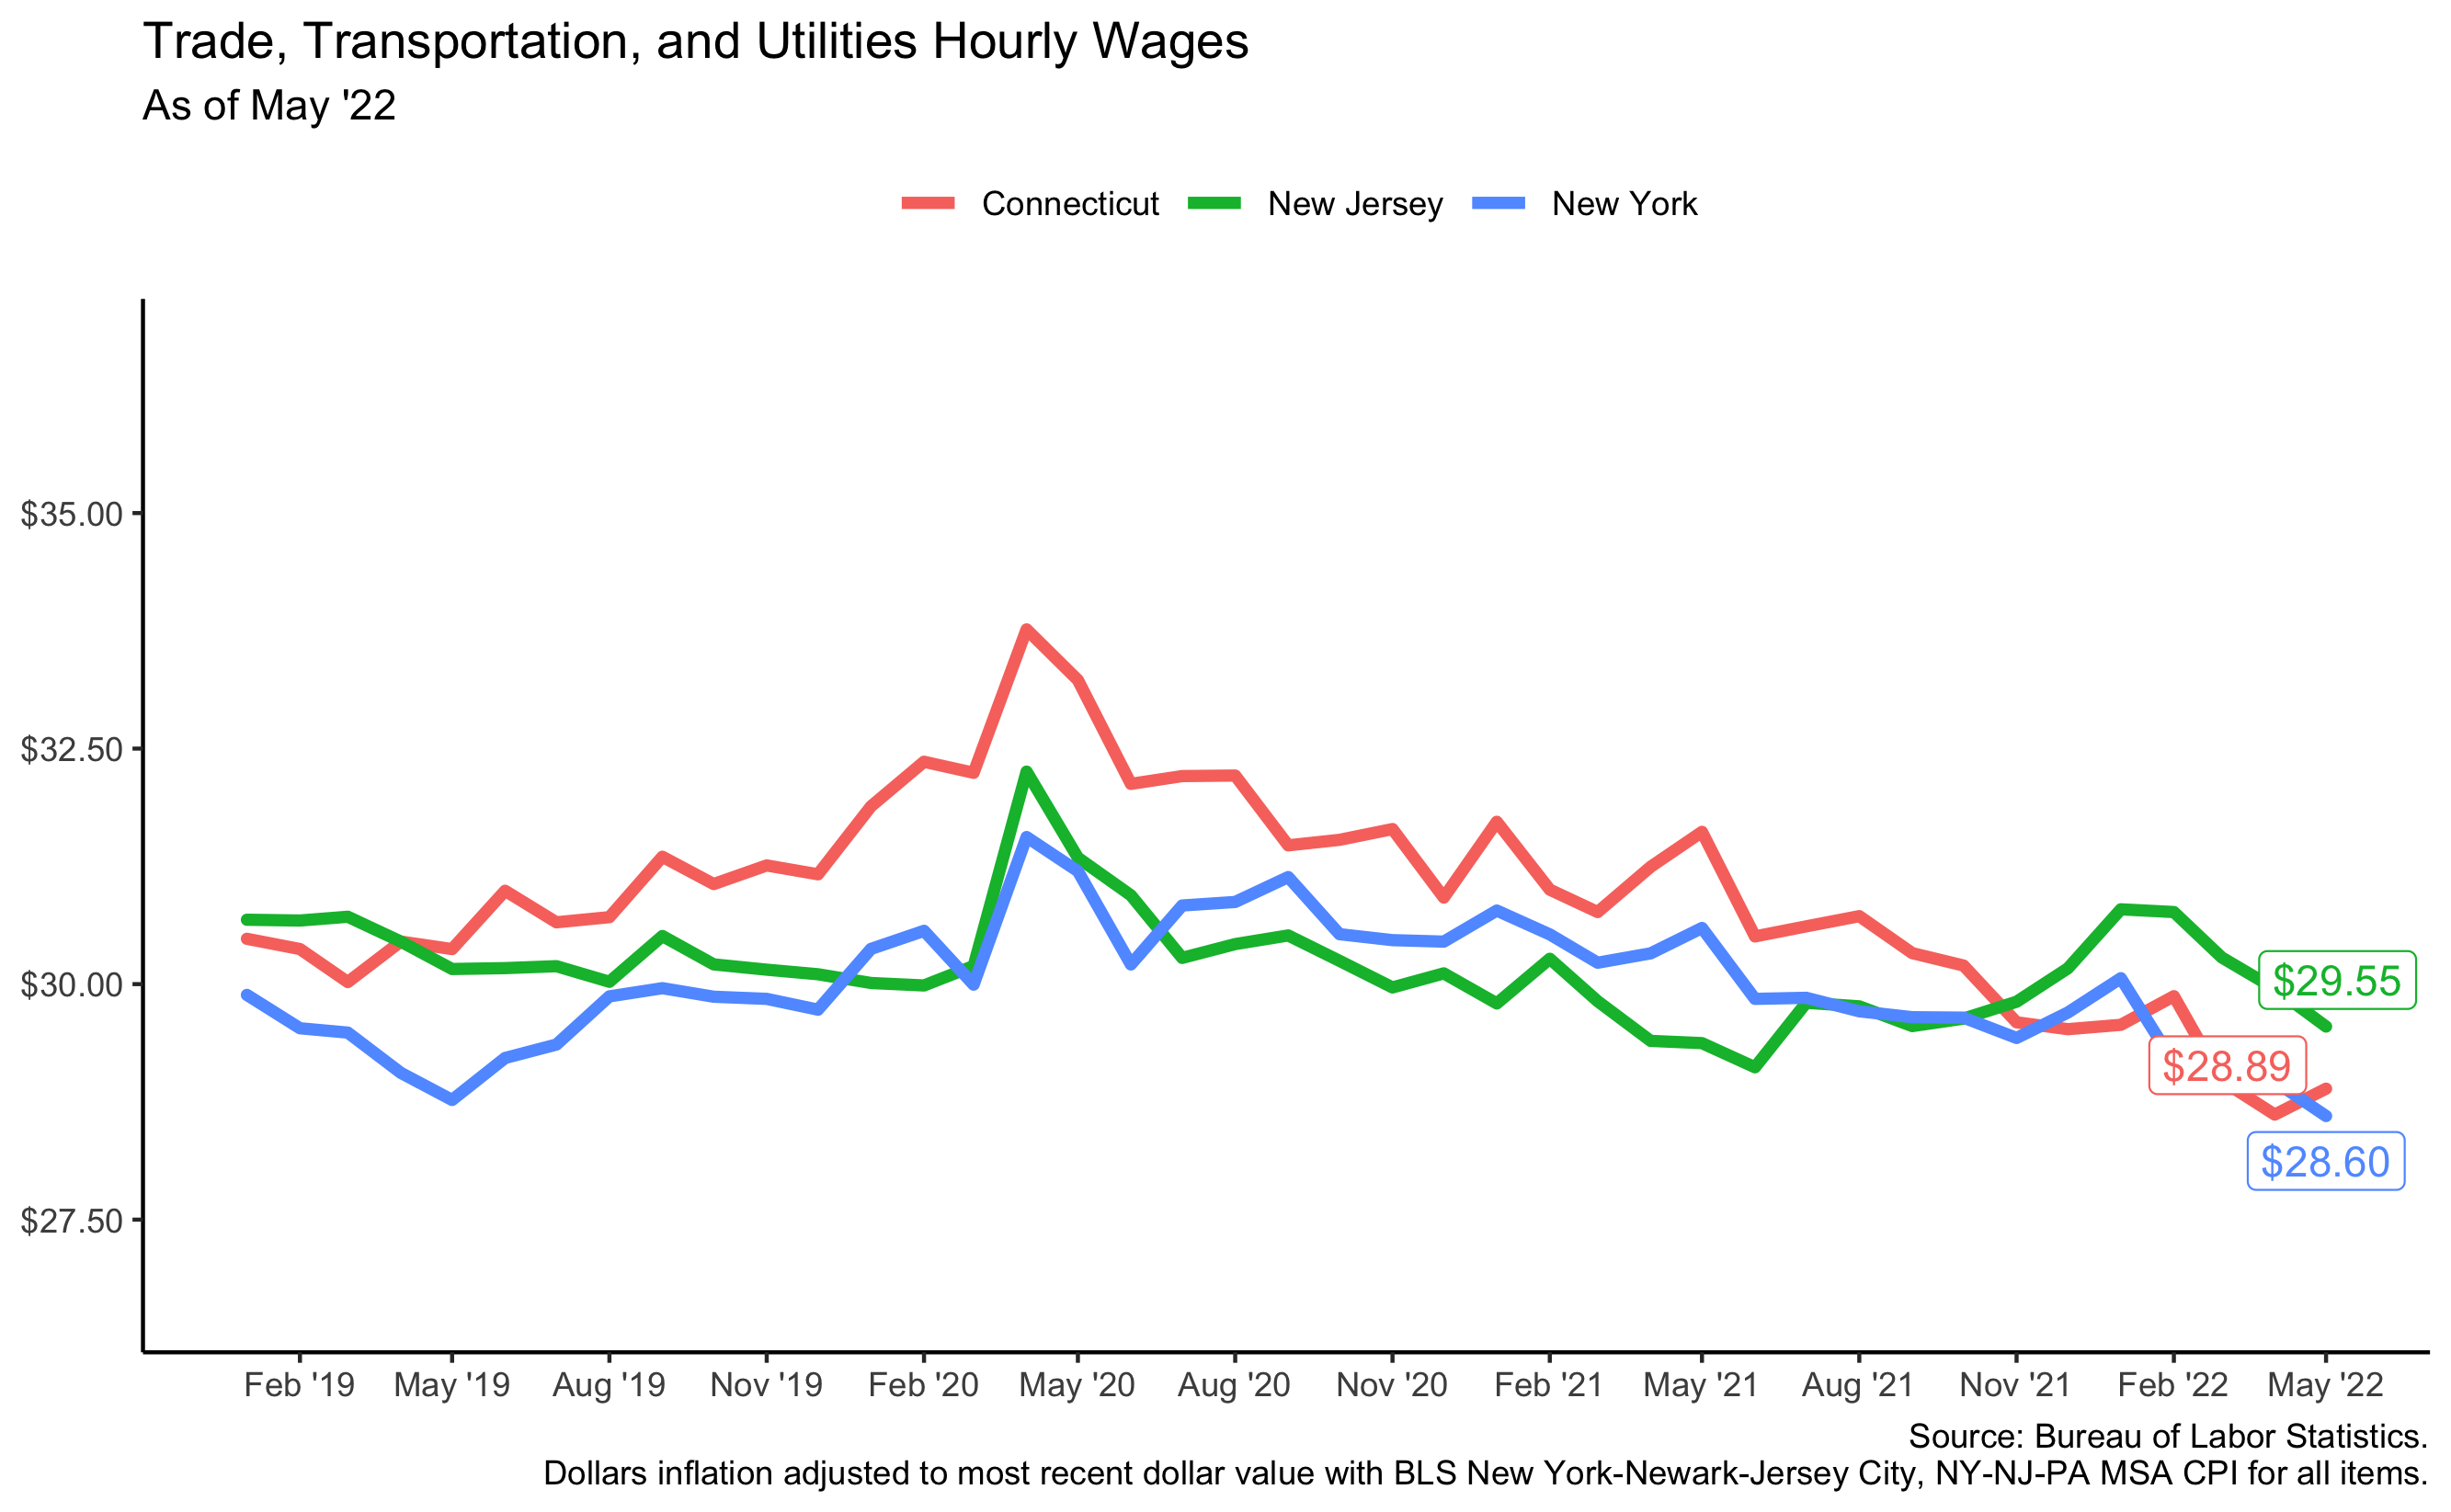 Trade, Transportation, and Utilities Hourly Wages
As of May '22
Connecticut New Jersey New York
$35.00
$32.50
$30.00
$27.50
$29.55
$28.89
$28.60
Feb '19 May '19 Aug '19 Nov '19 Feb '20 May '20 Aug '20 Nov '20 Feb '21 May '21 Aug '21 Nov '21 Feb '22 May '22
Source: Bureau of Labor Statistics.
Dollars inflation adjusted to most recent dollar value with BLS New York-Newark-Jersey City, NY-NJ-PA MSA CPI for all items.